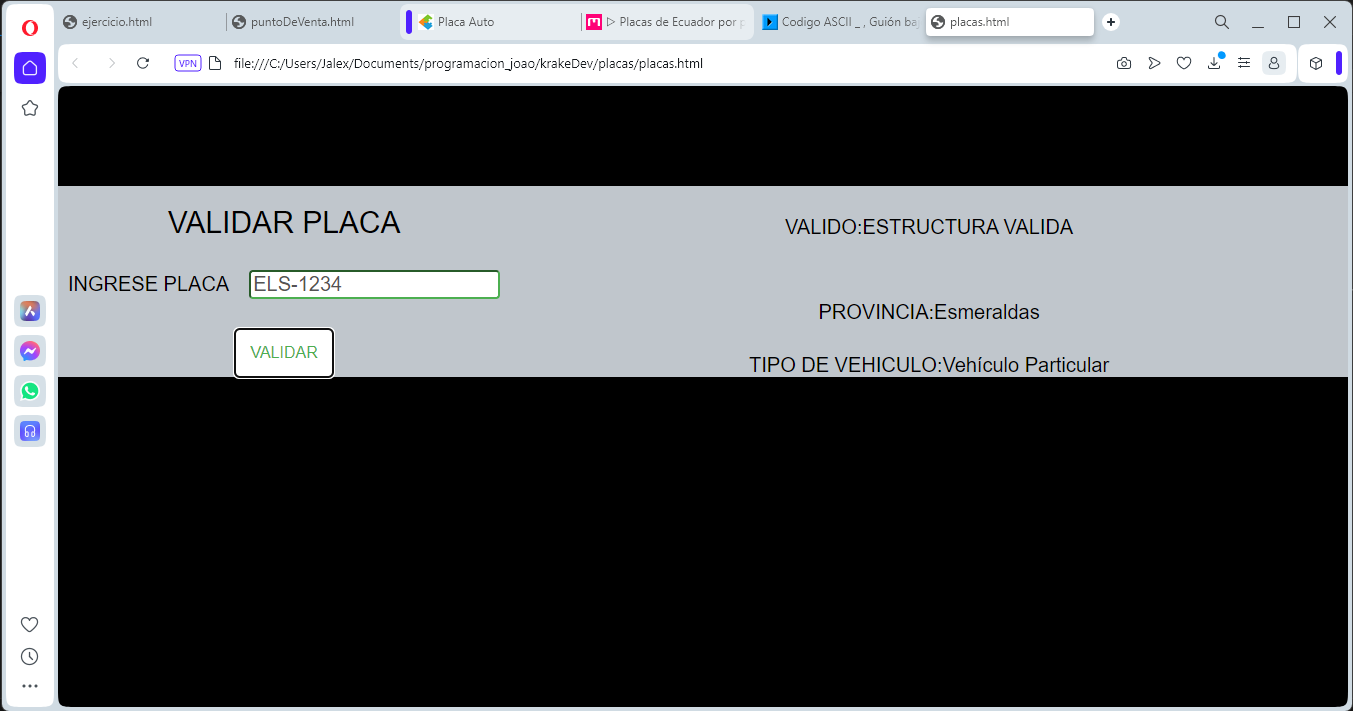 ejercicio.html
puntoDeVenta.html
Placa Auto
▷ Placas de Ecuador por p
Codigo ASCII _ , Guión baj
placas.html
VPN
file:///C:/Users/Jalex/Documents/programacion_joao/krakeDev/placas/placas.html
VALIDAR PLACA
VALIDO:ESTRUCTURA VALIDA
INGRESE PLACA
ELS-1234
PROVINCIA:Esmeraldas
VALIDAR
TIPO DE VEHICULO:Vehículo Particular